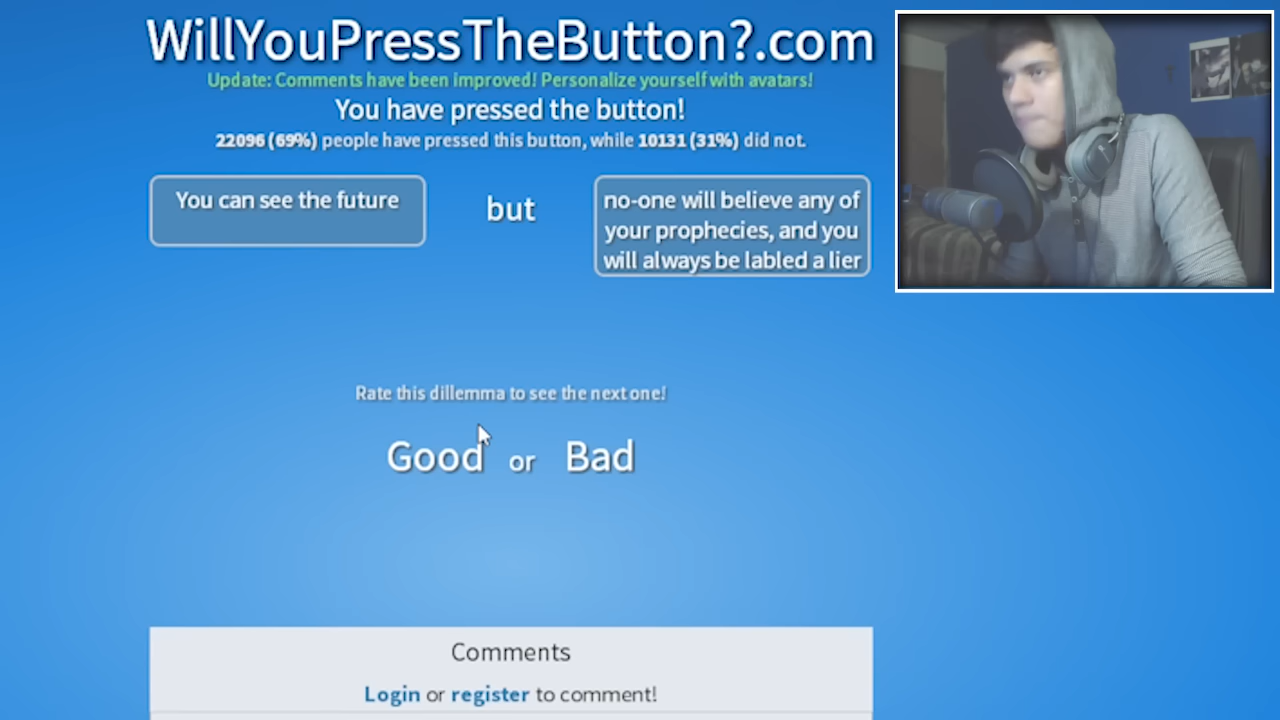 WillYouPressTheButton?.com
Update: Comments have been improved! Personalize yourself with avatars!
You have pressed the button!
22096 (69%) people have pressed this button, while 10131 (31%) did not.
You can see the future
but
no-one will believe any of
your prophecies, and you
will always be labled a lier
Rate this dillemma to see the next one!
Good or Bad
Comments
Login or register to comment!